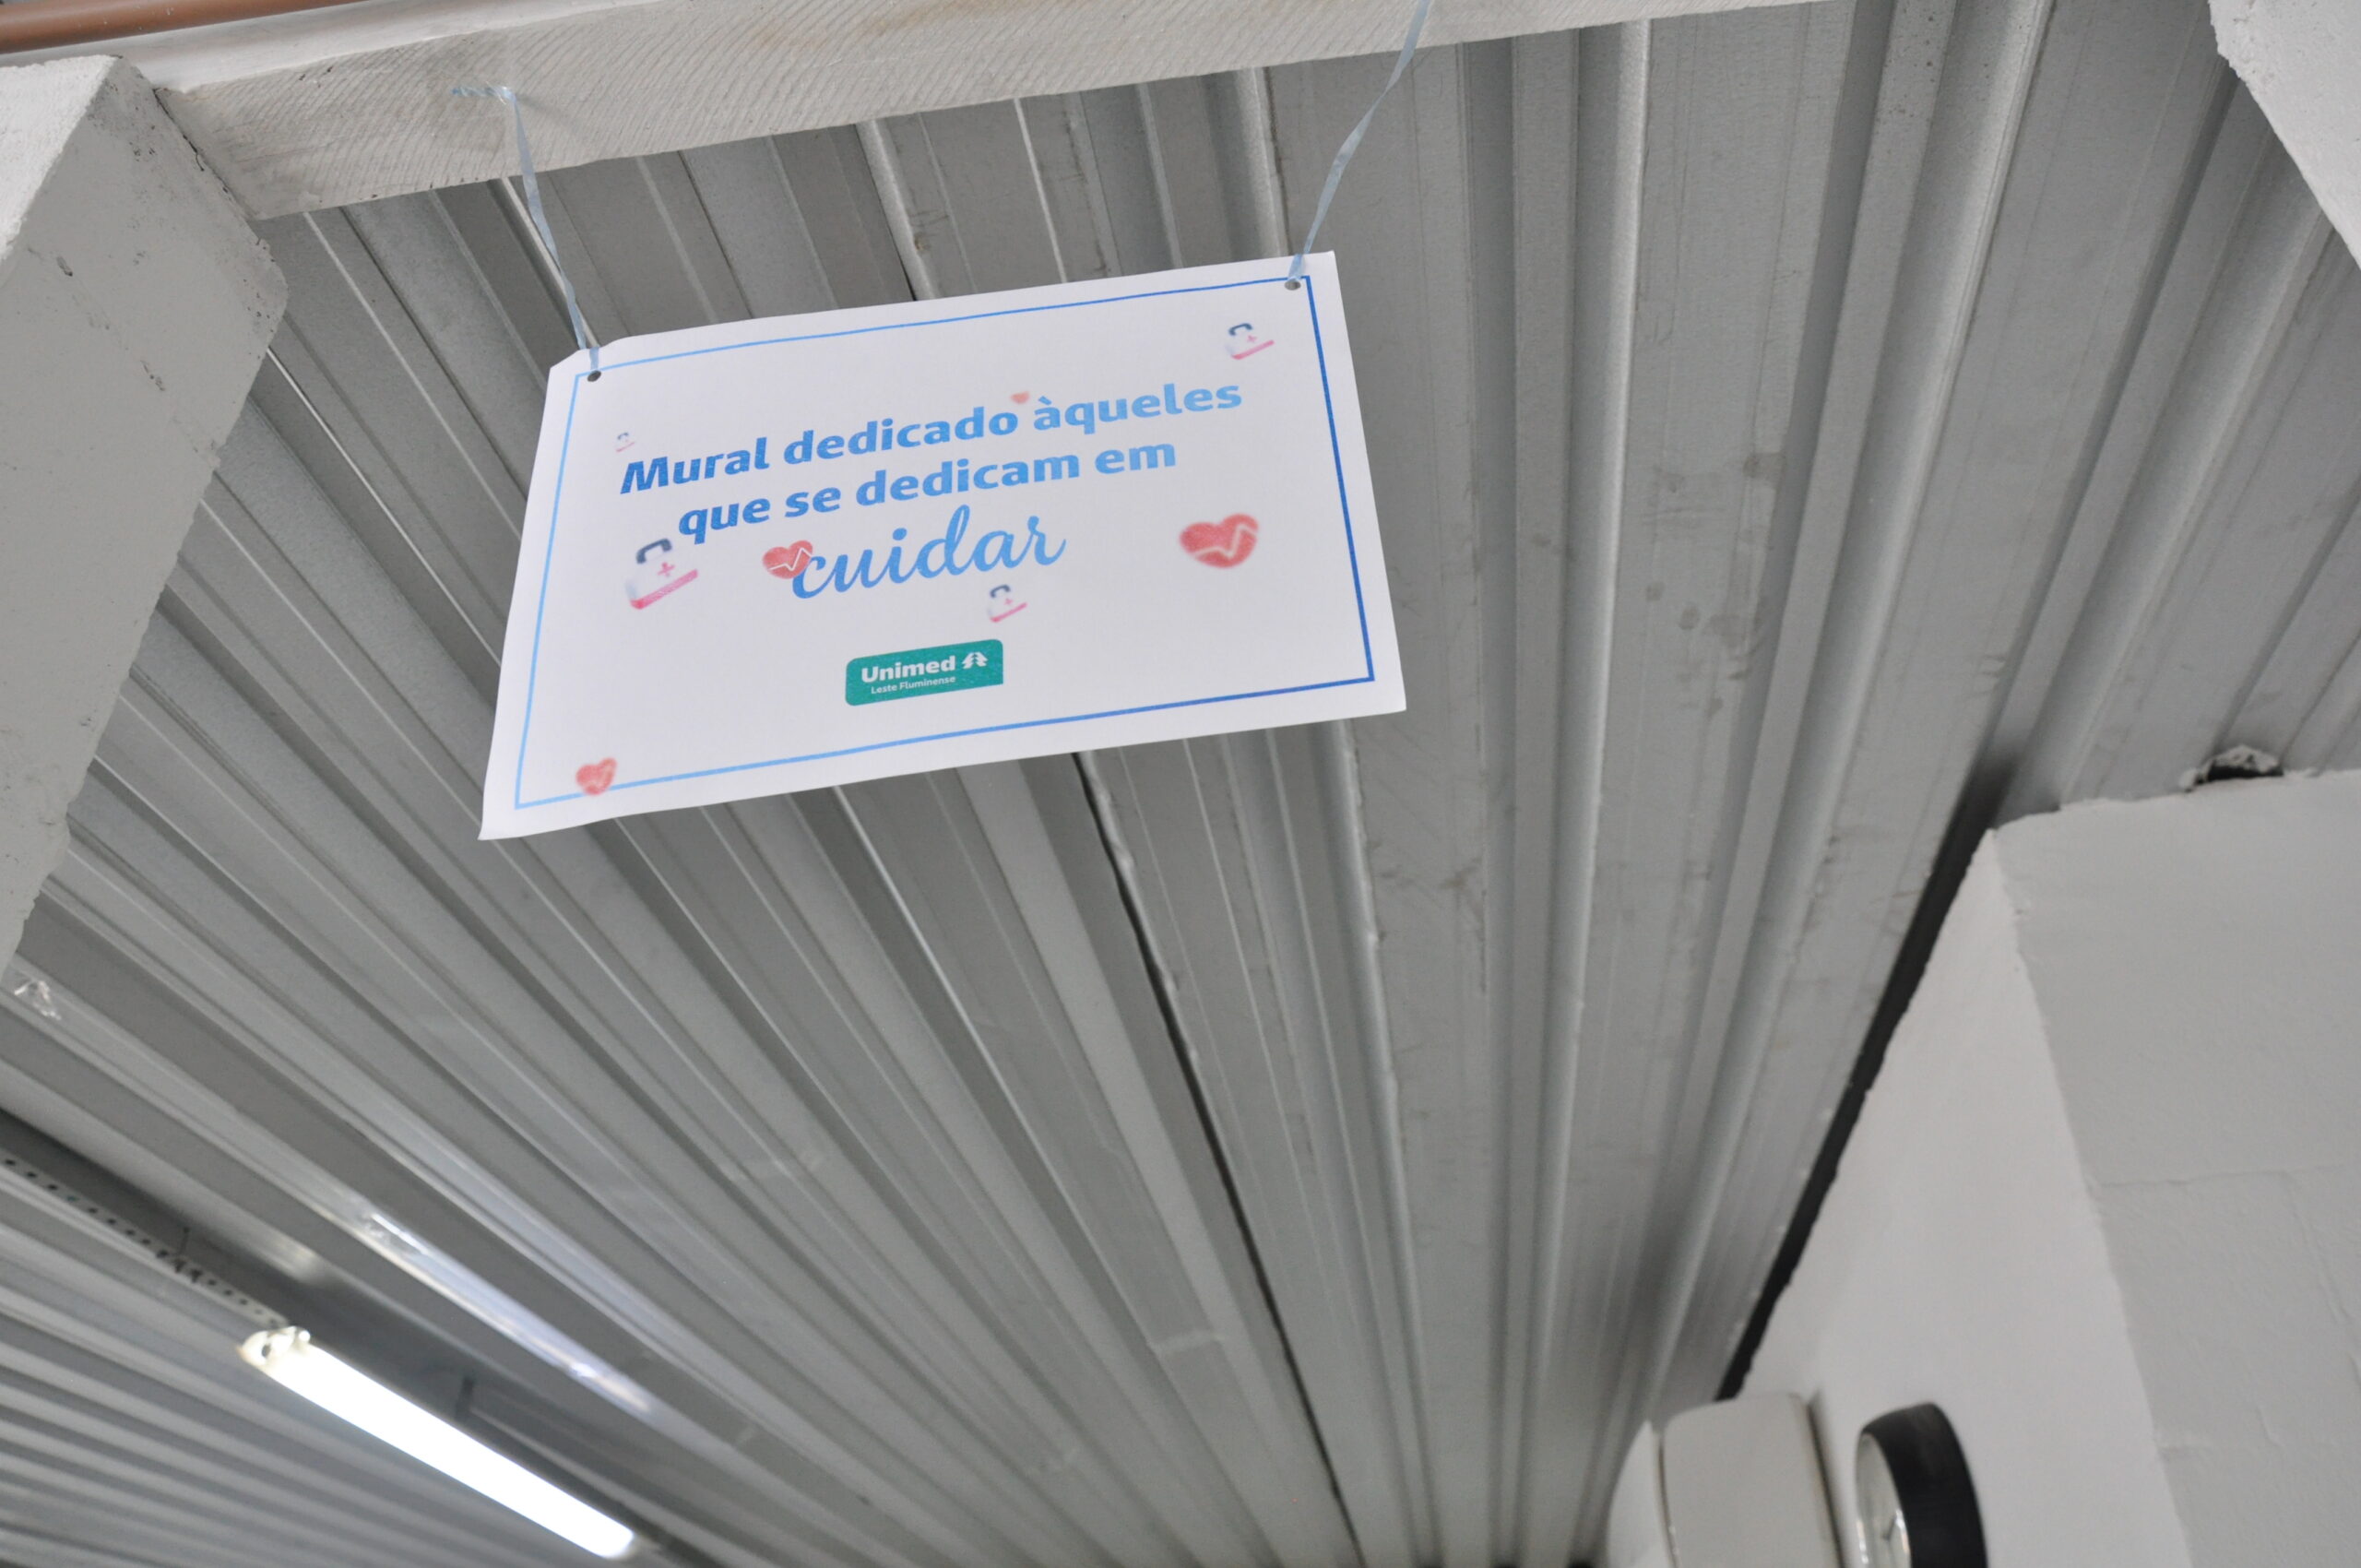 Mural dedicado àqueles
que se dedicam em
cuidar
Unimed
Leste Fluminense